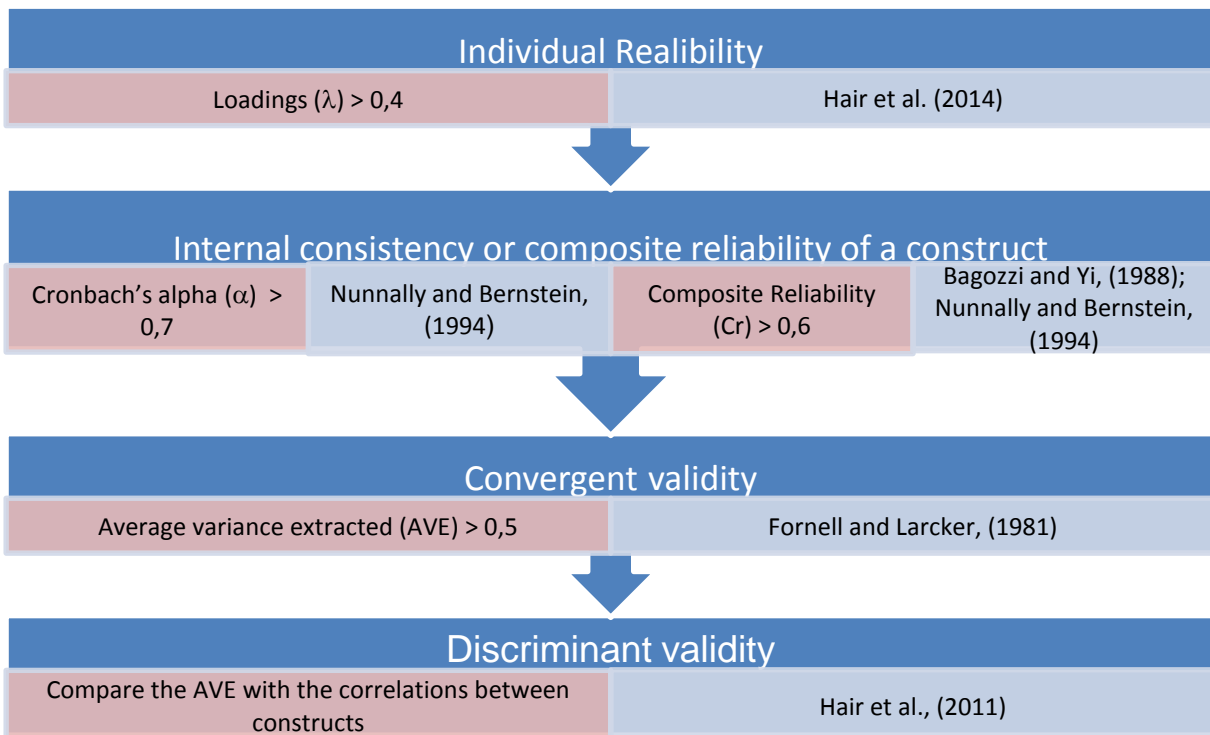 Individual Realibility
Loadings (λ) > 0,4
Hair et al. (2014)
Internal consistency or composite reliability of a construct
Cronbach’s alpha (α) >
0,7
Nunnally and Bernstein,
(1994)
Composite Reliability
(Cr) > 0,6
Bagozzi and Yi, (1988);
Nunnally and Bernstein,
(1994)
Convergent validity
Average variance extracted (AVE) > 0,5
Fornell and Larcker, (1981)
Discriminant validity
Compare the AVE with the correlations between
constructs
Hair et al., (2011)